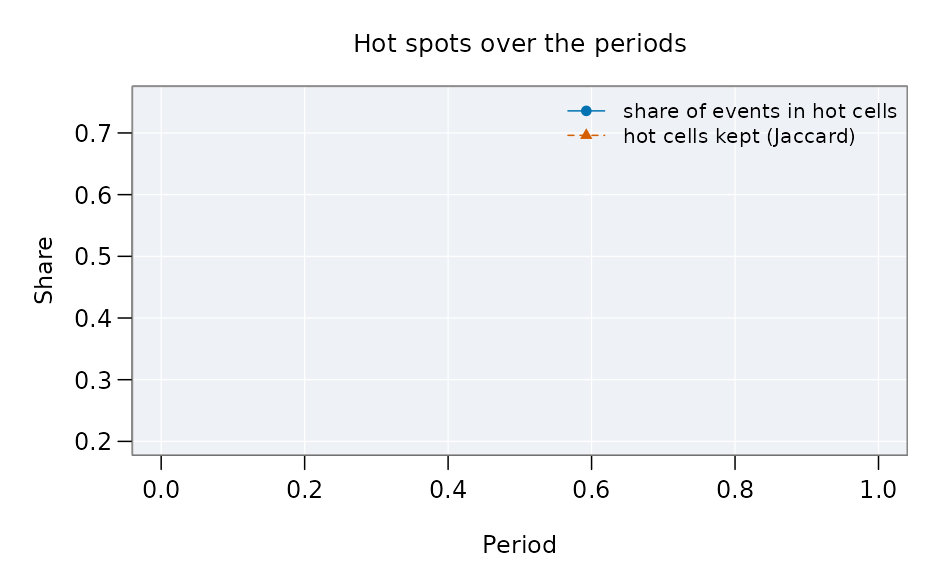 Hot spots over the periods
share of events in hot cells
hot cells kept (Jaccard)
0.7
0.6
0.5
0.4
0.3
0.2
Share
0.0 0.2 0.4 0.6 0.8 1.0
Period